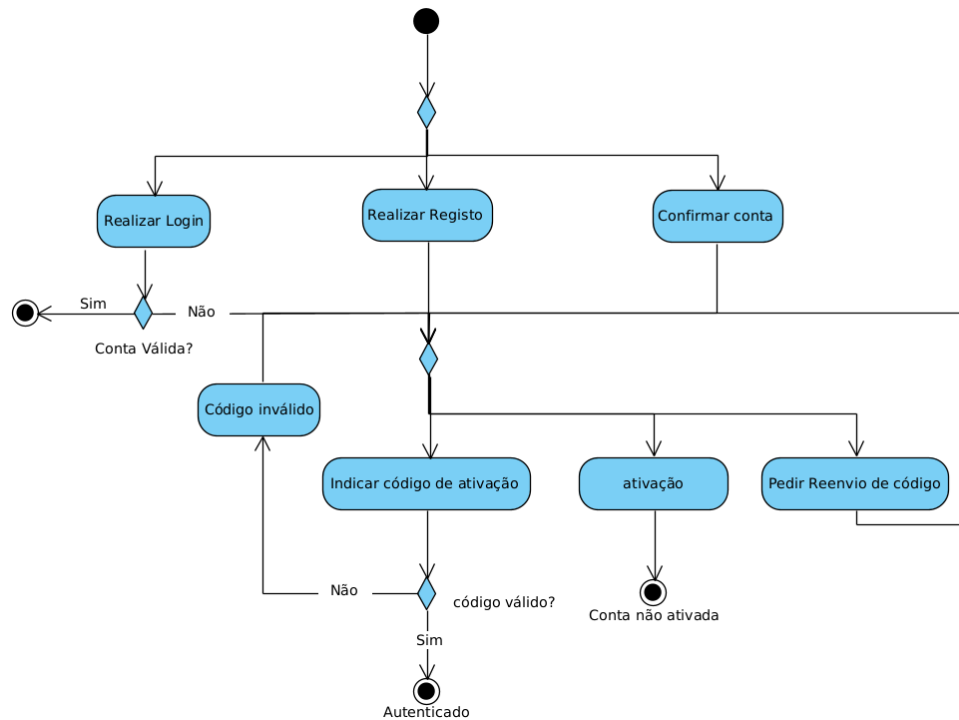 Realizar Login
Realizar Registo
Confirmar conta
Sim
Não
Conta Válida?
Código inválido
Indicar código de ativação
ativação
Pedir Reenvio de código
Não
código válido?
Conta não ativada
Sim
Autenticado